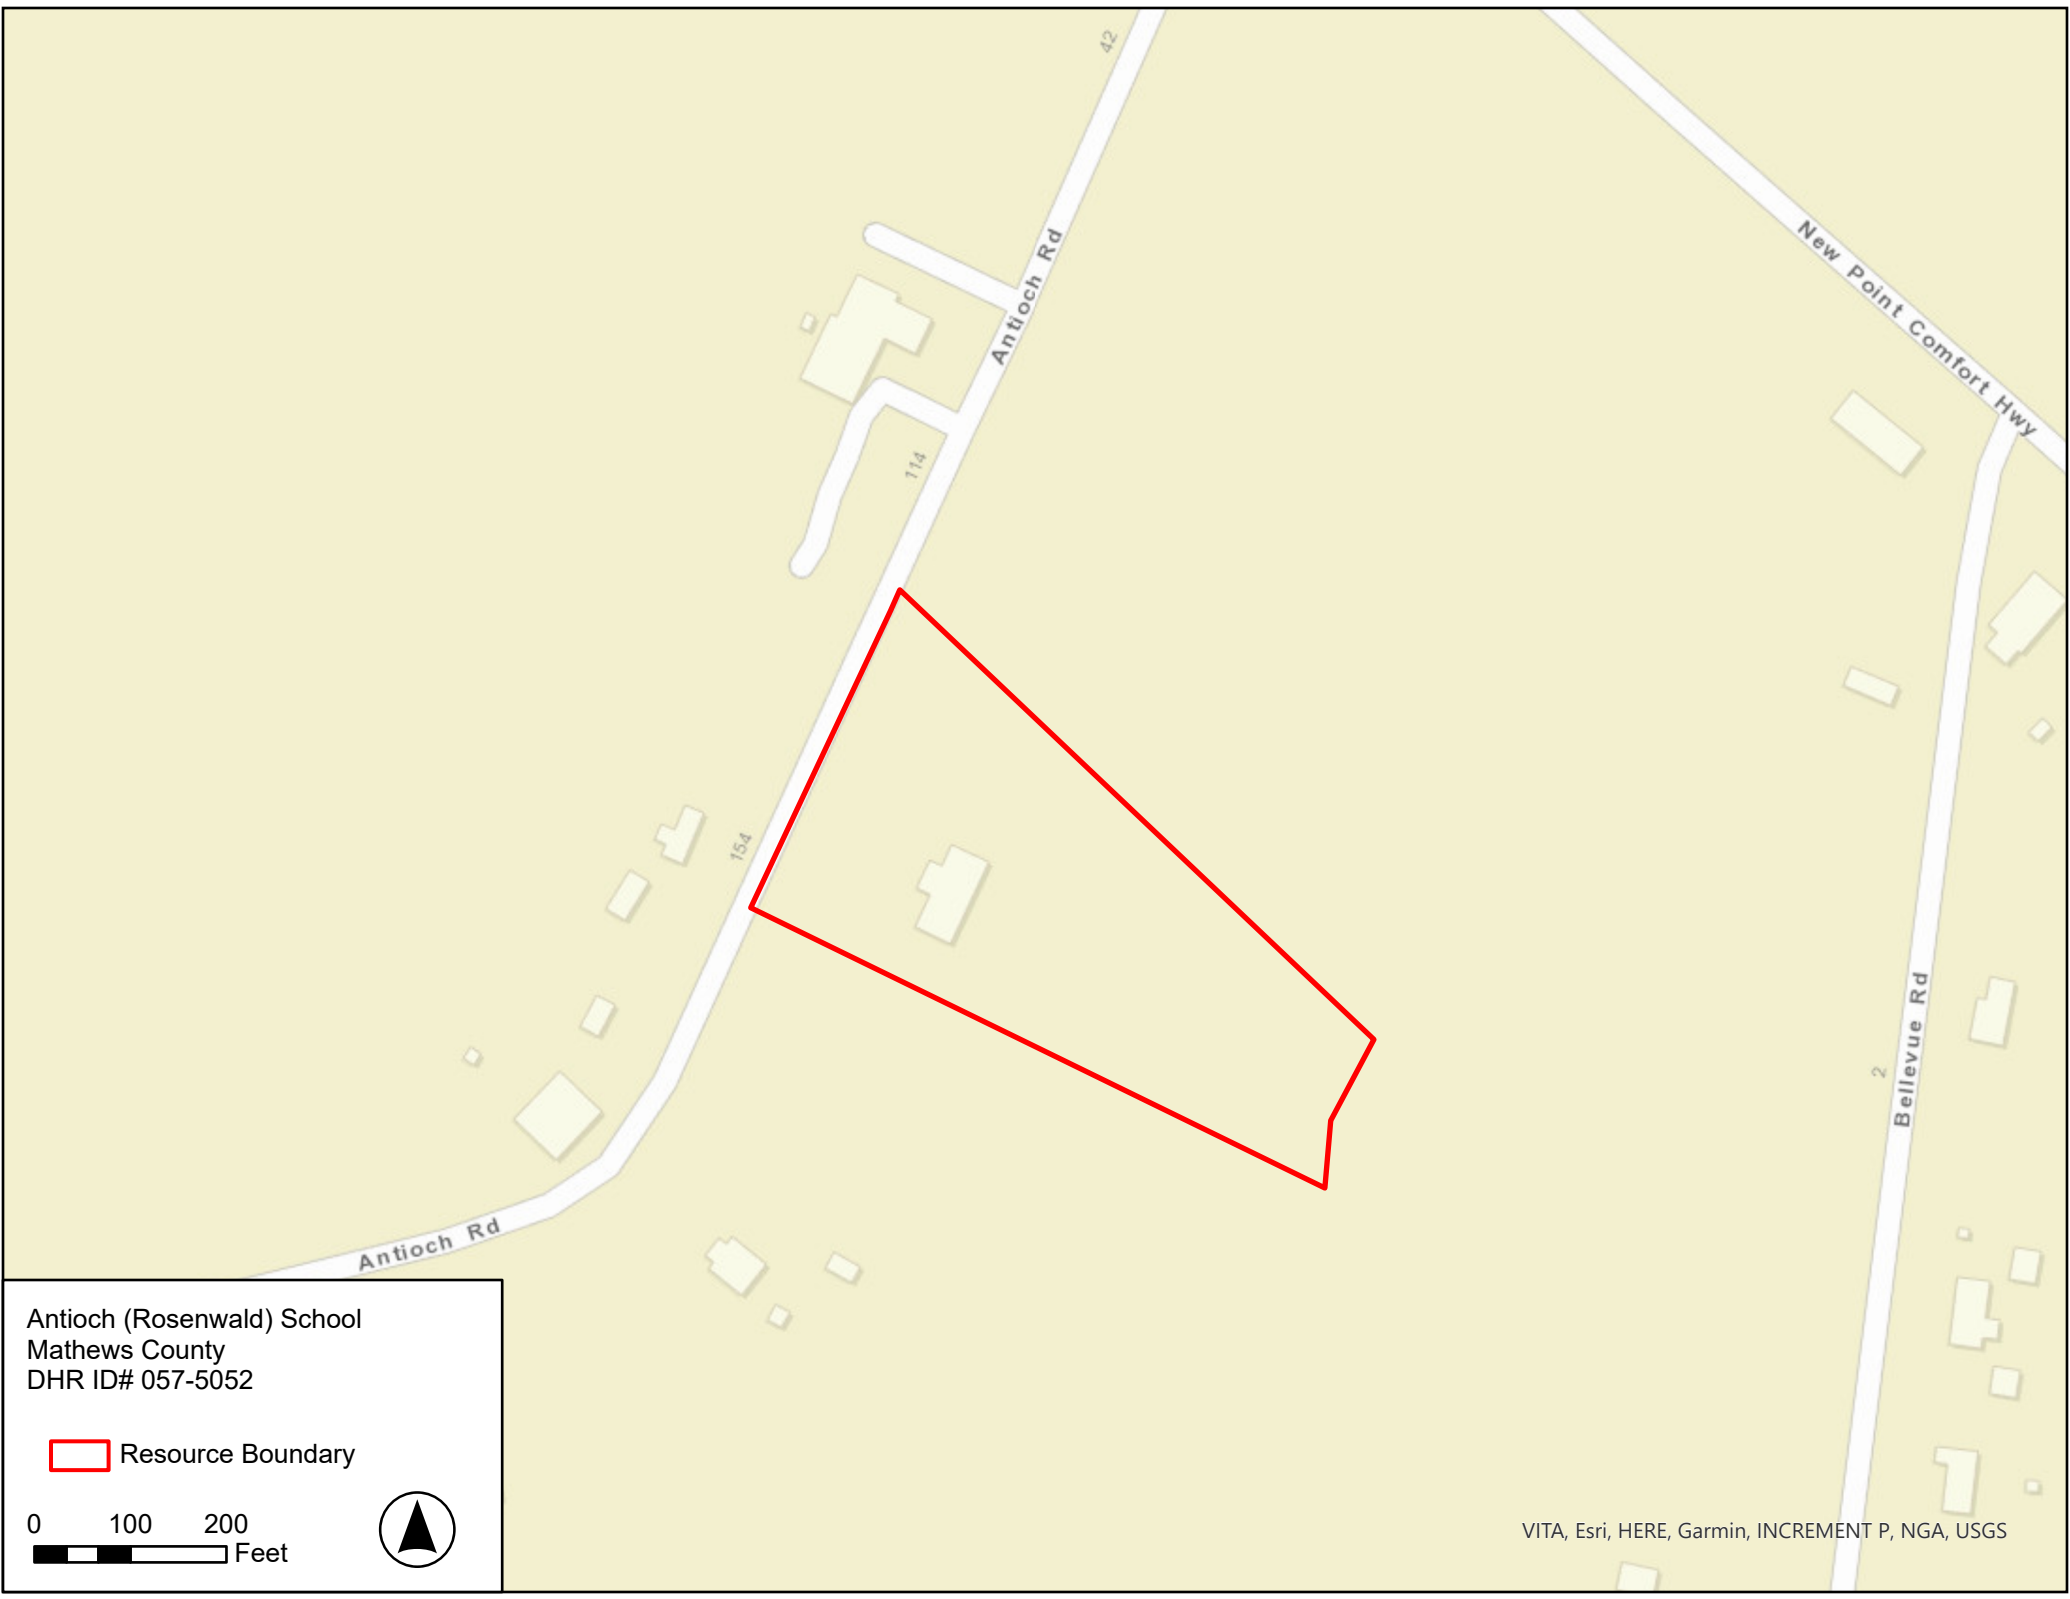 42
New Point Comfort Hwy
Antioch Rd
114
154
Bellevue Rd
2
Antioch Rd
Antioch (Rosenwald) School
Mathews County
DHR ID# 057-5052
Resource Boundary
0 100 200
Feet
VITA, Esri, HERE, Garmin, INCREMENT P, NGA, USGS